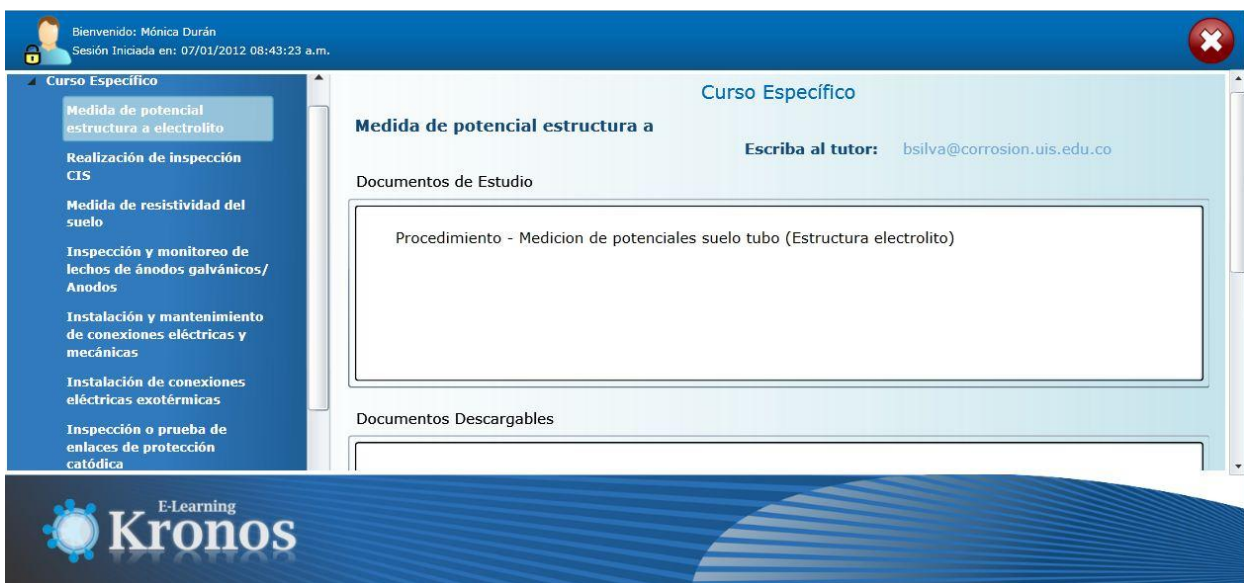 Bienvenido: Mónica Durán
Sesión Iniciada en: 07/01/2012 08:43:23 a.m.
Curso Específico
Medida de potencial
estructura a electrolito
Realización de inspección
CIS
Medida de resistividad del
suelo
Inspección y monitoreo de
lechos de ánodos galvánicos/
Anodos
Instalación y mantenimiento
de conexiones eléctricas y
mecánicas
Instalación de conexiones
eléctricas exotérmicas
Inspección o prueba de
enlaces de protección
catódica
Curso Específico
Medida de potencial estructura a
Escriba al tutor: bsilva@corrosion.uis.edu.co
Documentos de Estudio
Procedimiento - Medicion de potenciales suelo tubo (Estructura electrolito)
Documentos Descargables
E-Learning
Kronos